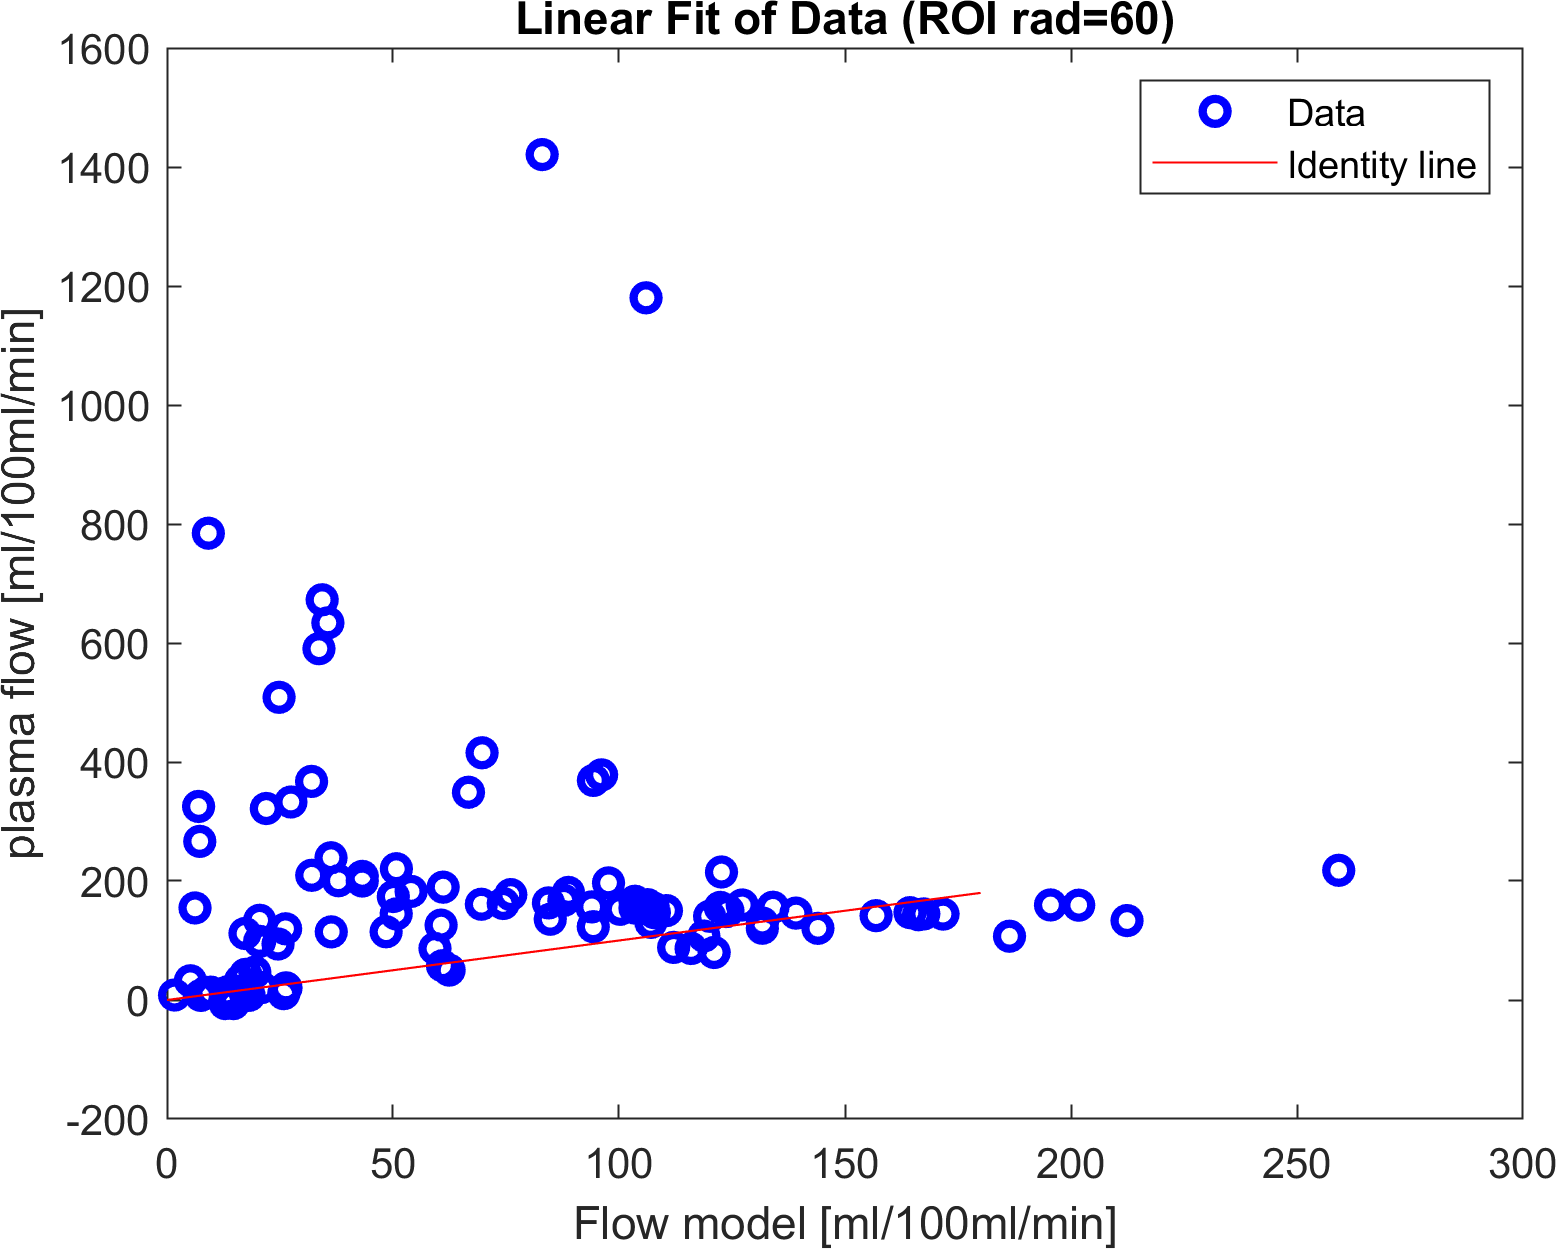 Linear Fit of Data (ROI rad=60)
1600
1400
1200
1000
800
600
400
200
0
-200
plasma flow [ml/100ml/min]
Data
Identity line
0 50 100 150 200 250 300
Flow model [ml/100ml/min]